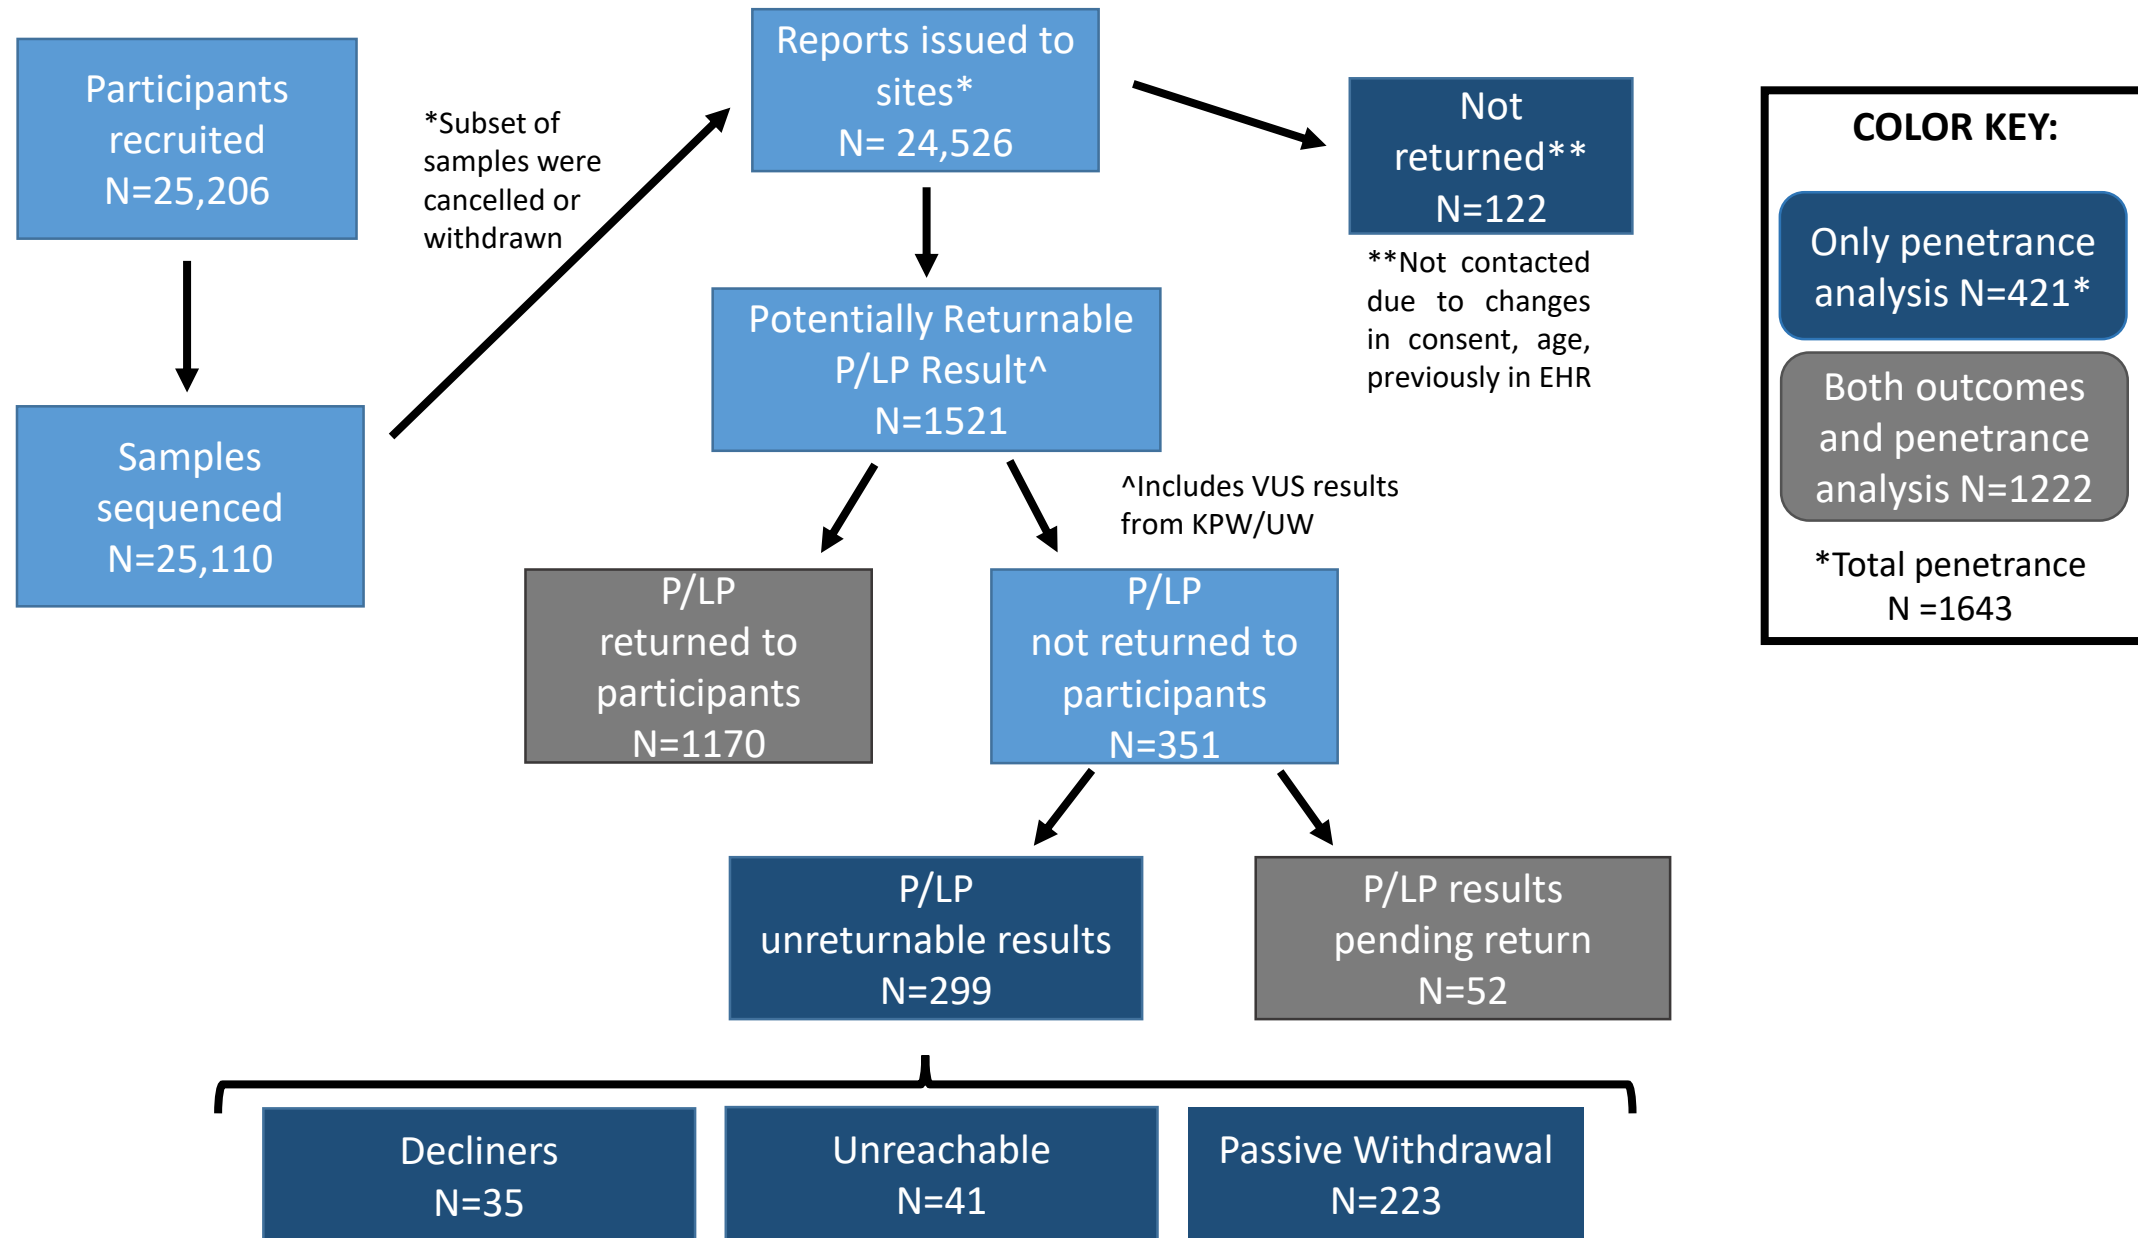 Participants
recruited
N=25,206
Samples
sequenced
N=25,110
*Subset of
samples were
cancelled or
withdrawn
Reports issued to
sites*
N= 24,526
Not
returned**
N=122
**Not contacted
due to changes
in consent, age,
previously in EHR
Potentially Returnable
P/LP Result^
N=1521
^Includes VUS results
from KPW/UW
P/LP
returned to
participants
N=1170
P/LP
not returned to
participants
N=351
P/LP
unreturnable results
N=299
P/LP results
pending return
N=52
Decliners
N=35
Unreachable
N=41
Passive Withdrawal
N=223
COLOR KEY:
Only penetrance
analysis N=421*
Both outcomes
and penetrance
analysis N=1222
*Total penetrance
N =1643